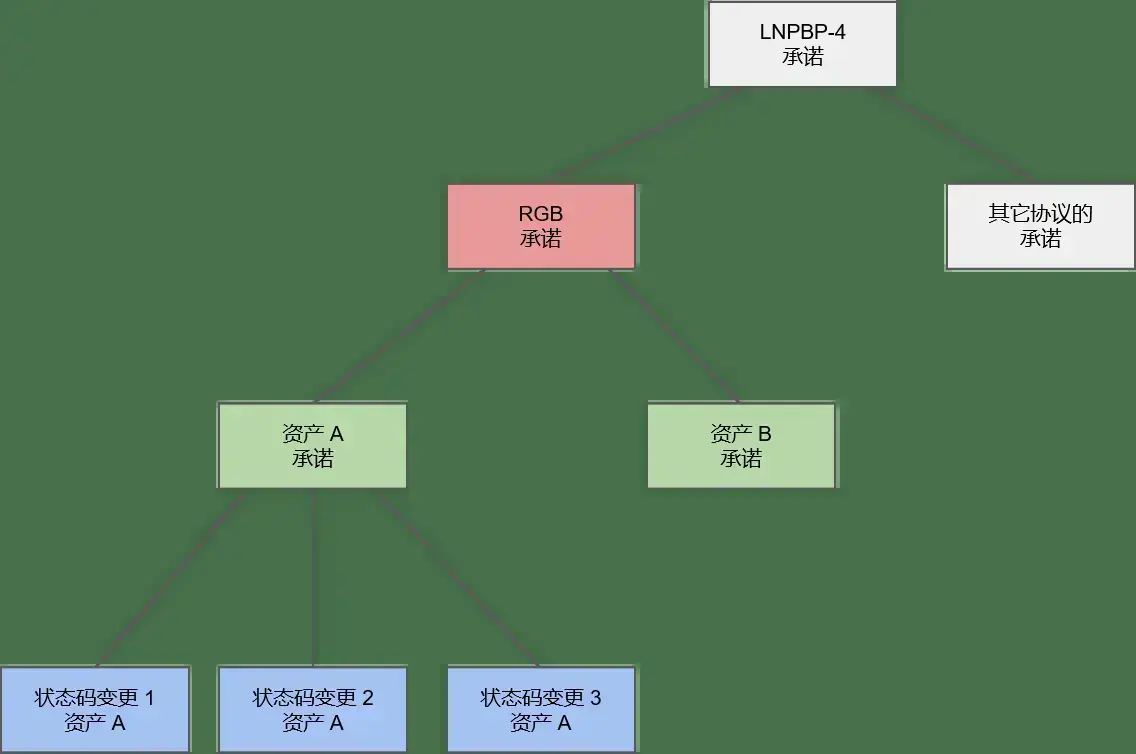 LNPBP-4
承诺
RGB
承诺
其它协议的
承诺
资产 A
承诺
资产 B
承诺
状态码变更 1
资产 A
状态码变更 2
资产 A
状态码变更 3
资产 A